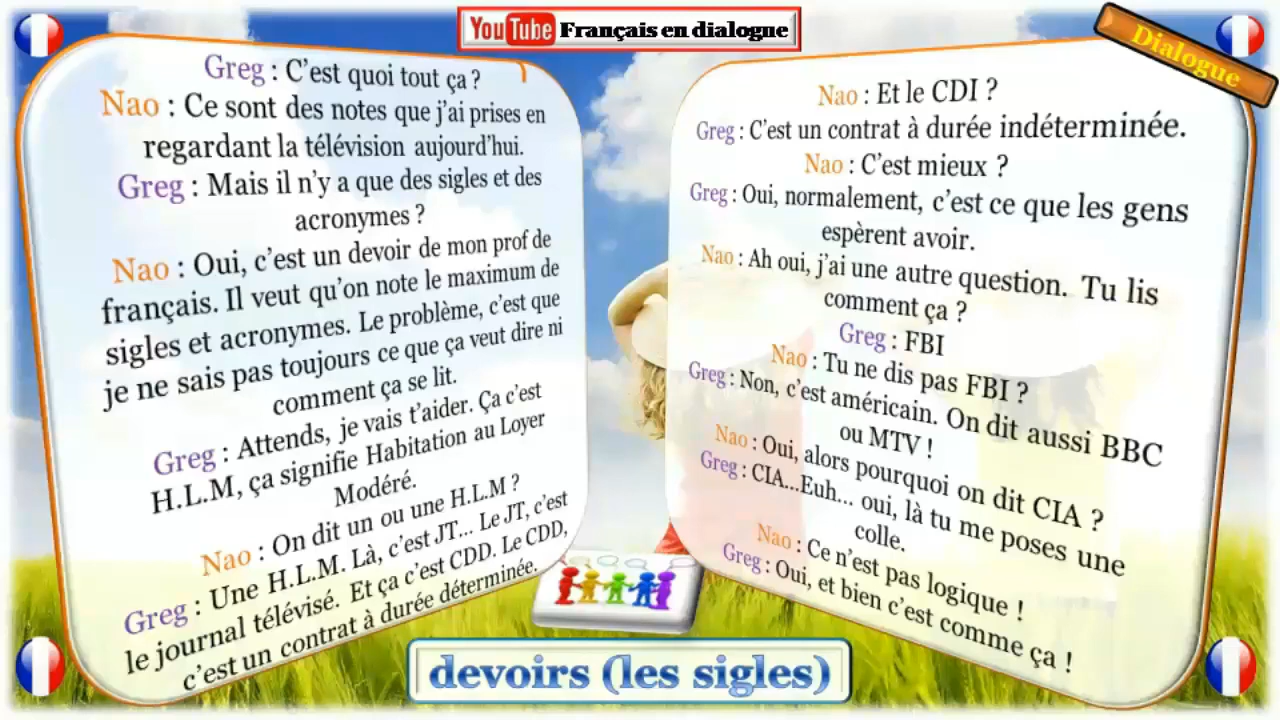 YouTube Français en dialogue
Dialogue
Greg : C'est quoi tout ça ?
Nao : Ce sont des notes que j'ai prises en
regardant la télévision aujourd'hui.
Greg : Mais il n'y a que des sigles et des
acronymes ?
Nao : Oui, c'est un devoir de mon prof de
français. Il veut qu'on note le maximum de
sigles et acronymes. Le problème, c'est que
je ne sais pas toujours ce que ça veut dire ni
comment ça se lit.
Greg : Attends, je vais t'aider. Ça c'est
H.L.M, ça signifie Habitation au Loyer
Modéré.
Nao : On dit un ou une H.L.M ?
Greg : Une H.L.M. Là, c'est JT... Le JT, c'est
le journal télévisé. Et ça c'est CDD. Le CDD,
c'est un contrat à durée déterminée.
Nao : Et le CDI ?
Greg : C'est un contrat à durée indéterminée.
Nao : C'est mieux ?
Greg : Oui, normalement, c'est ce que les gens
espèrent avoir.
Nao : Ah oui, j'ai une autre question. Tu lis
comment ça ?
Greg : FBI
Nao : Tu ne dis pas FBI ?
Greg : Non, c'est américain. On dit aussi BBC
ou MTV !
Nao : Oui, alors pourquoi on dit CIA ?
Greg : CIA...Euh... oui, là tu me poses une
colle.
Nao : Ce n'est pas logique !
Greg : Oui, et bien c'est comme ça !
devoirs (les sigles)